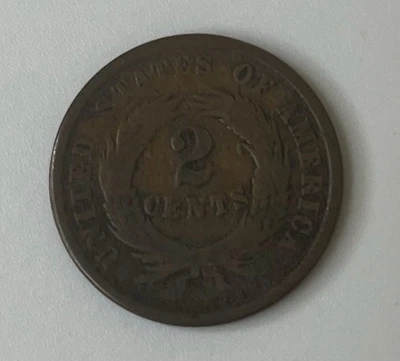 UNITED STATES OF AMERICA
2
CENTS